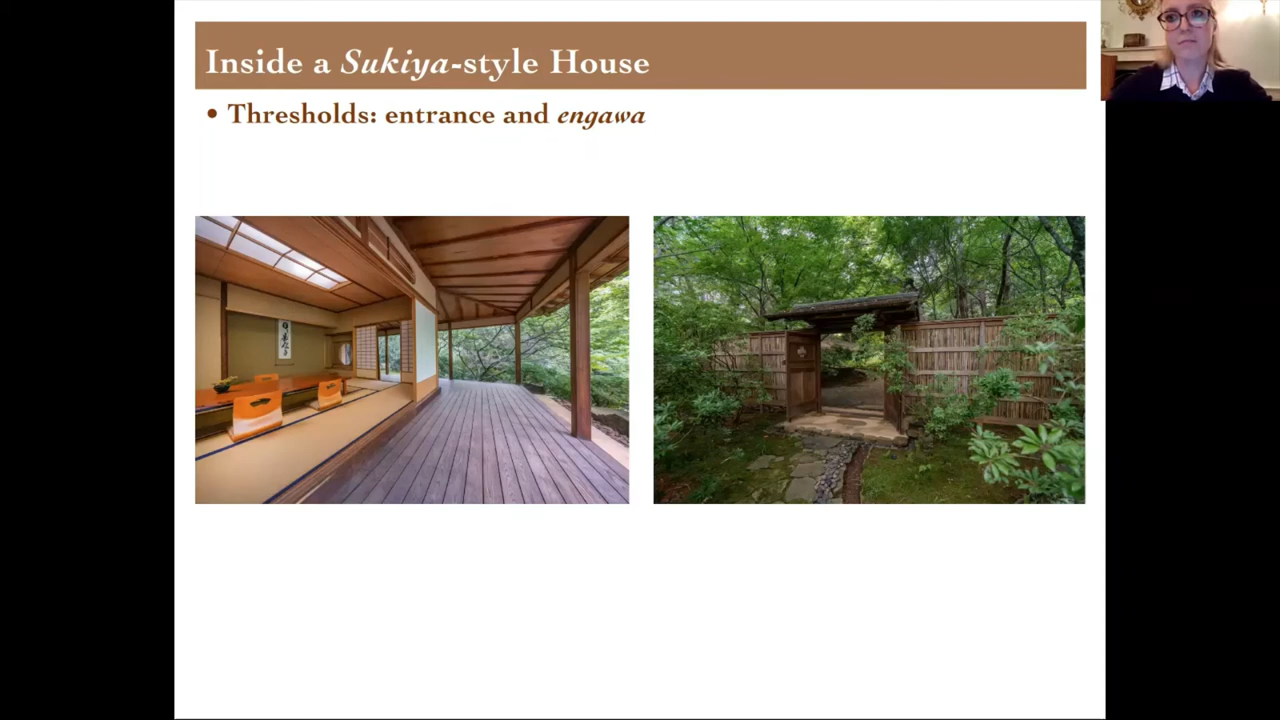 Inside a Sukiya-style House
• Thresholds: entrance and engawa